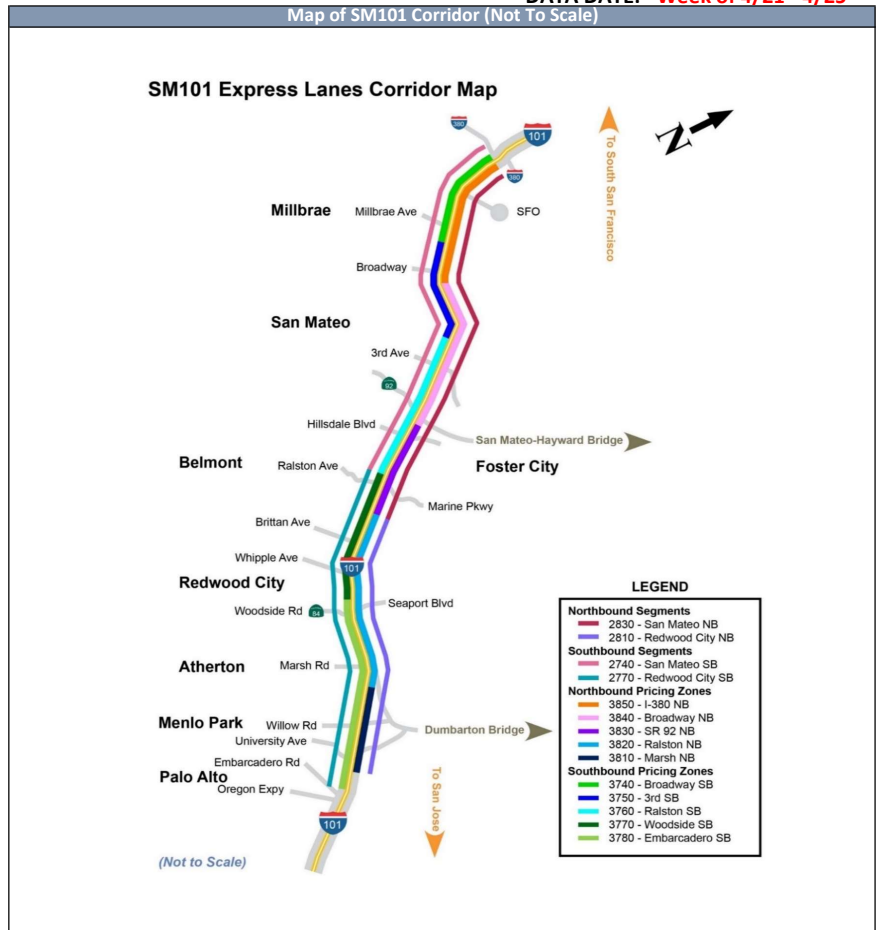 DATA DATE: Week of 4/21 - 4/25
Map of SM101 Corridor (Not To Scale)
SM101 Express Lanes Corridor Map
380
101
N
To South San Francisco
380
Millbrae
Millbrae Ave
SFO
Broadway
San Mateo
3rd Ave
92
Hillsdale Blvd
San Mateo-Hayward Bridge
Belmont
Ralston Ave
Foster City
Marine Pkwy
Brittan Ave
Whipple Ave
101
Redwood City
Woodside Rd
84
Seaport Blvd
Atherton
Marsh Rd
Menlo Park
Willow Rd
Dumbarton Bridge
University Ave
Embarcadero Rd
Palo Alto
Oregon Expy
To San Jose
101
(Not to Scale)
LEGEND
Northbound Segments
2830 - San Mateo NB
2810 - Redwood City NB
Southbound Segments
2740 - San Mateo SB
2770 - Redwood City SB
Northbound Pricing Zones
3850 - I-380 NB
3840 - Broadway NB
3830 - SR 92 NB
3820 - Ralston NB
3810 - Marsh NB
Southbound Pricing Zones
3740 - Broadway SB
3750 - 3rd SB
3760 - Ralston SB
3770 - Woodside SB
3780 - Embarcadero SB